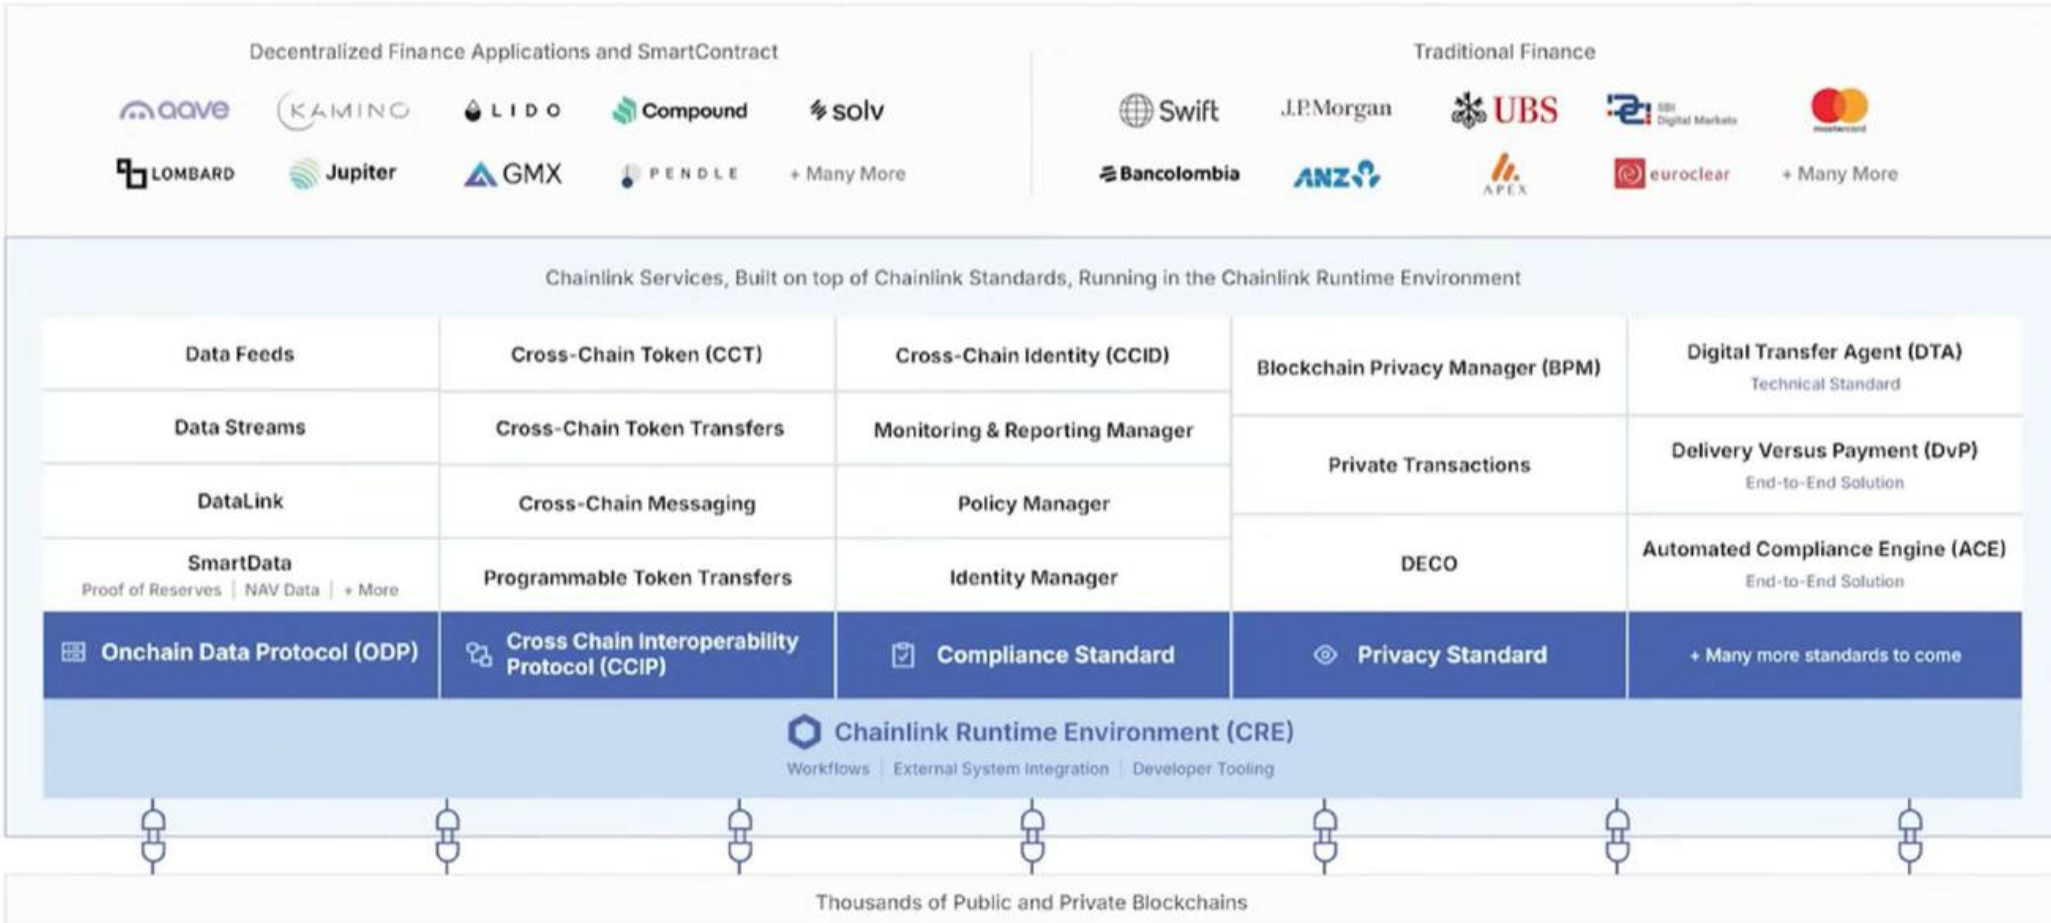 Decentralized Finance Applications and SmartContract
aave
KAMINO
LIDO
Compound
solv
LOMBARD
Jupiter
GMX
PENDLE
+ Many More
Traditional Finance
Swift
J.P.Morgan
UBS
SBI
Digital Markets
mastercard
Bancolombia
ANZ
APEX
euroclear
+ Many More
Chainlink Services, Built on top of Chainlink Standards, Running in the Chainlink Runtime Environment
Data Feeds
Data Streams
DataLink
SmartData
Proof of Reserves | NAV Data | + More
Onchain Data Protocol (ODP)
Cross-Chain Token (CCT)
Cross-Chain Token Transfers
Cross-Chain Messaging
Programmable Token Transfers
Cross Chain Interoperability
Protocol (CCIP)
Cross-Chain Identity (CCID)
Monitoring & Reporting Manager
Policy Manager
Identity Manager
Compliance Standard
Blockchain Privacy Manager (BPM)
Private Transactions
DECO
Privacy Standard
Digital Transfer Agent (DTA)
Technical Standard
Delivery Versus Payment (DvP)
End-to-End Solution
Automated Compliance Engine (ACE)
End-to-End Solution
+ Many more standards to come
Chainlink Runtime Environment (CRE)
Workflows | External System Integration | Developer Tooling
Thousands of Public and Private Blockchains